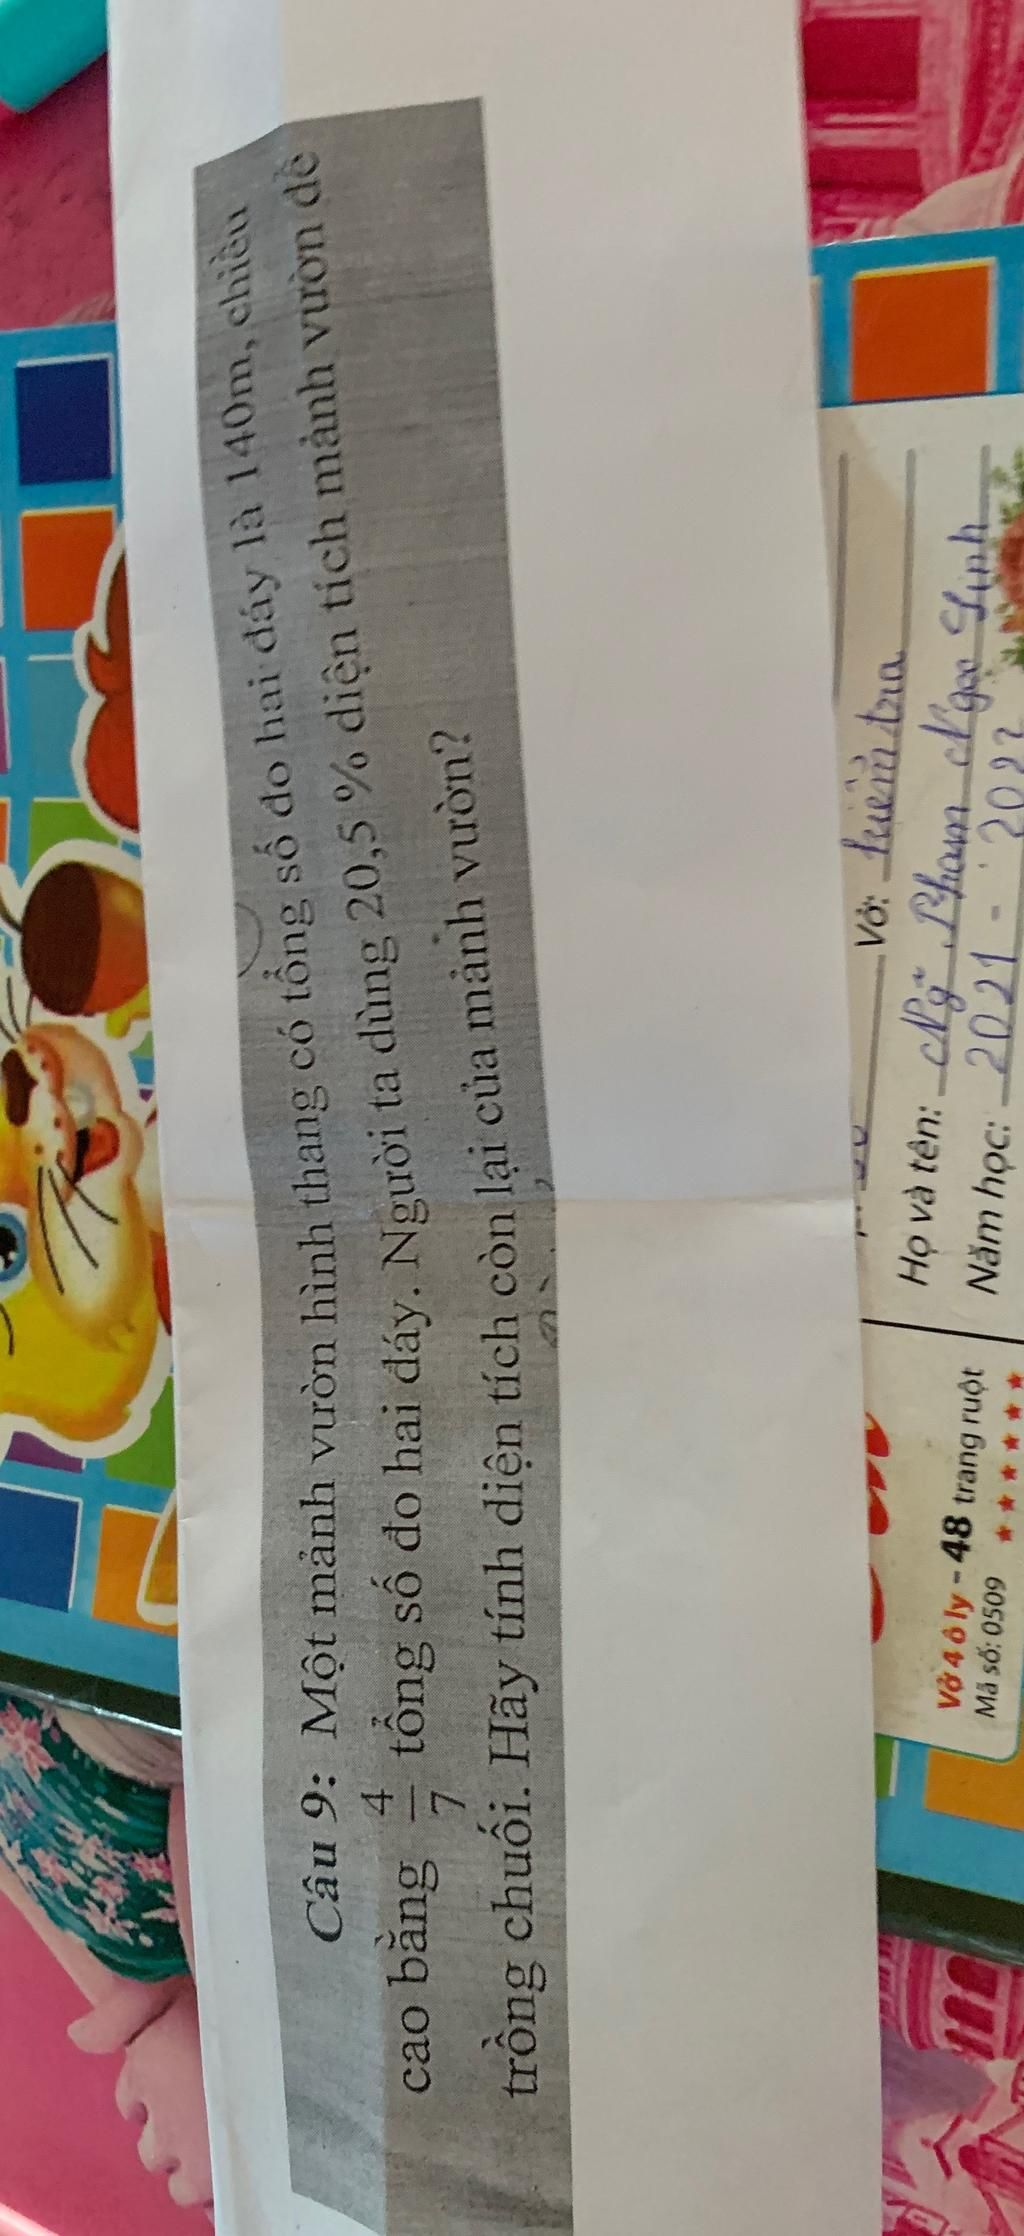 Câu 9: Một mảnh vườn hình thang có tổng số đo hai đáy là 140m, chiều
cao bằng 4/7 tổng số đo hai đáy. Người ta dùng 20,5 % diện tích mảnh vườn để
trồng chuối. Hãy tính diện tích còn lại của mảnh vườn?
Vở: kiểm tra
Họ và tên: Ng~ Phạm Ngọc Linh
Năm học: 2021 - 2022
Vở 4 ô ly - 48 trang ruột
Mã số: 0509